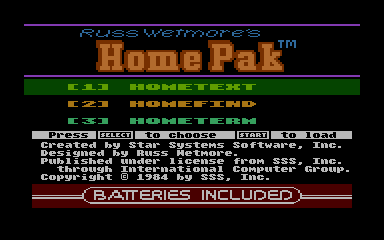 Russ Wetmore's
HomePak™
[1] HOMETEXT
[2] HOMEFIND
[3] HOMETERM
Press SELECT to choose START to load
Created by Star Systems Software, Inc.
Designed by Russ Wetmore.
Published under license from SSS, Inc.
through International Computer Group.
Copyright © 1984 by SSS, Inc.
BATTERIES INCLUDED